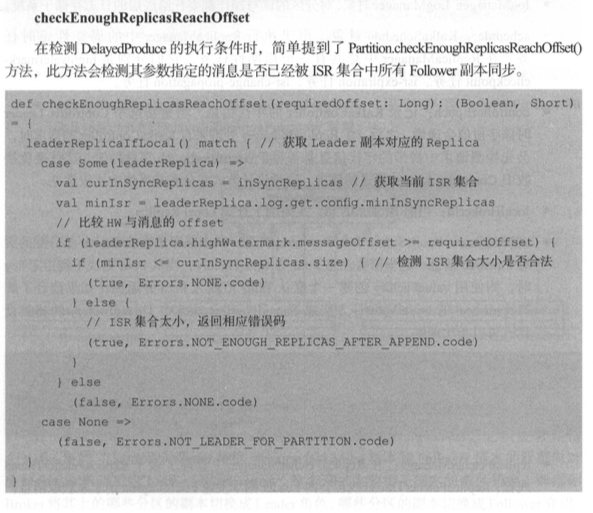 checkEnoughReplicasReachOffset
在检测 DelayedProduce 的执行条件时，简单提到了 Partition.checkEnoughReplicasReachOffset()
方法，此方法会检测其参数指定的消息是否已经被 ISR 集合中所有 Follower 副本同步。
def checkEnoughReplicasReachOffset(requiredOffset: Long): (Boolean, Short)
= {
leaderReplicaIfLocal() match { // 获取 Leader 副本对应的 Replica
case Some(leaderReplica) =>
val curInSyncReplicas = inSyncReplicas // 获取当前 ISR 集合
val minIsr = leaderReplica.log.get.config.minInSyncReplicas
// 比较 HW 与消息的 offset
if (leaderReplica.highWatermark.messageOffset >= requiredOffset) {
if (minIsr <= curInSyncReplicas.size) { // 检测 ISR 集合大小是否合法
(true, Errors.NONE.code)
} else {
// ISR 集合太小，返回相应错误码
(true, Errors.NOT_ENOUGH_REPLICAS_AFTER_APPEND.code)
}
} else
(false, Errors.NONE.code)
case None =>
(false, Errors.NOT_LEADER_FOR_PARTITION.code)
}
}